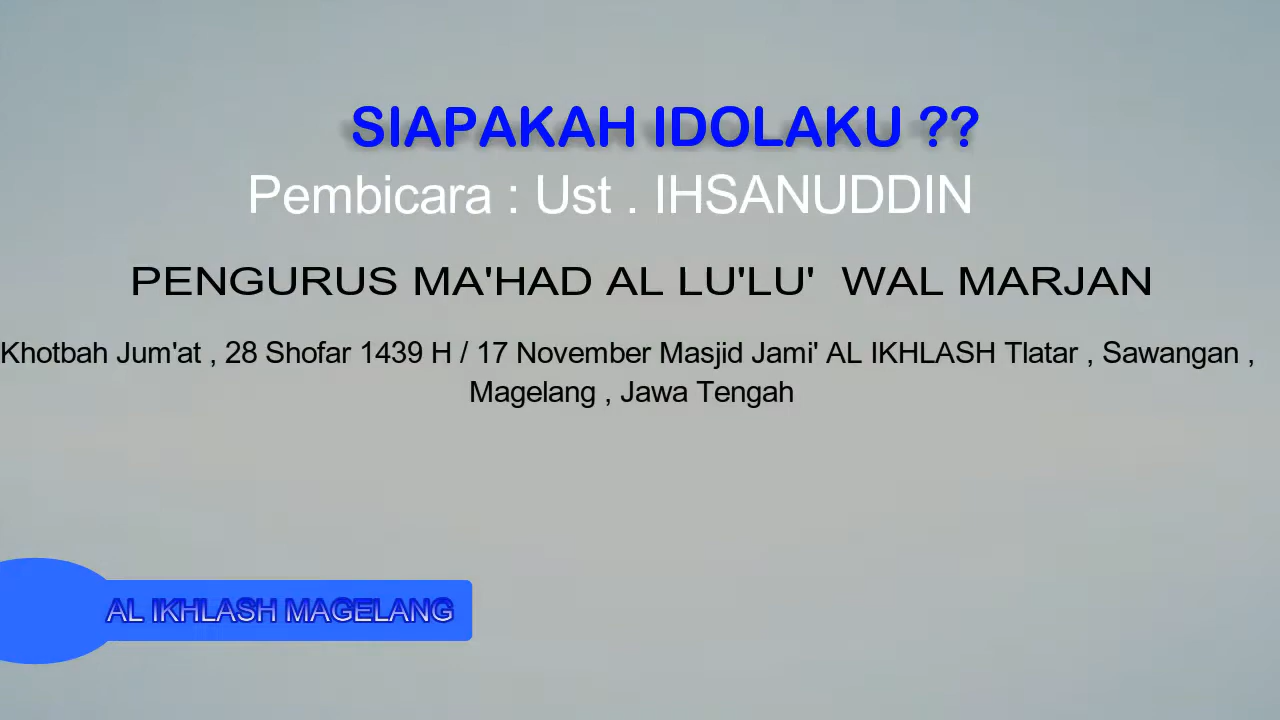 SIAPAKAH IDOLAKU ??
Pembicara : Ust . IHSANUDDIN
PENGURUS MA'HAD AL LU'LU'  WAL MARJAN
Khotbah Jum'at , 28 Shofar 1439 H / 17 November Masjid Jami' AL IKHLASH Tlatar , Sawangan ,
Magelang , Jawa Tengah
AL IKHLASH MAGELANG